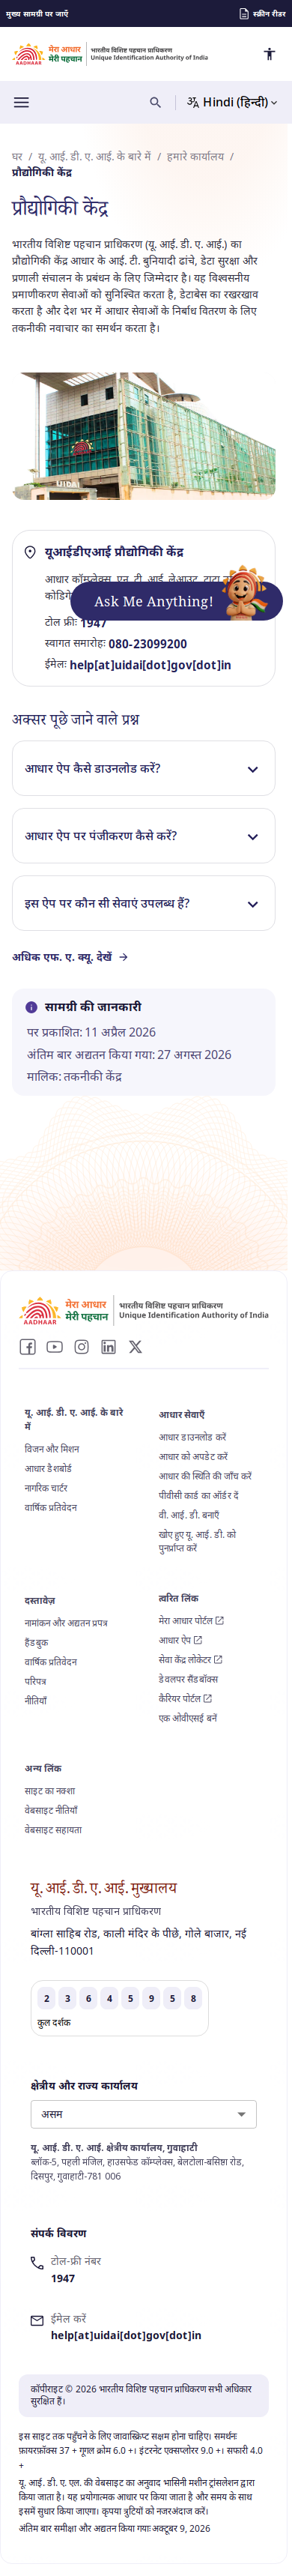 मुख्य सामग्री पर जाएँ
स्क्रीन रीडर
AADHAAR
मेरा आधार
मेरी पहचान
भारतीय विशिष्ट पहचान प्राधिकरण
Unique Identification Authority of India
Hindi (हिन्दी)
घर / यू. आई. डी. ए. आई. के बारे में / हमारे कार्यालय /
प्रौद्योगिकी केंद्र
प्रौद्योगिकी केंद्र
भारतीय विशिष्ट पहचान प्राधिकरण (यू. आई. डी. ए. आई.) का
प्रौद्योगिकी केंद्र आधार के आई. टी. बुनियादी ढांचे, डेटा सुरक्षा और
प्रणाली संचालन के प्रबंधन के लिए जिम्मेदार है। यह विश्वसनीय
प्रमाणीकरण सेवाओं को सुनिश्चित करता है, डेटाबेस का रखरखाव
करता है और देश भर में आधार सेवाओं के निर्बाध वितरण के लिए
तकनीकी नवाचार का समर्थन करता है।
UIDAI
यूआईडीएआई प्रौद्योगिकी केंद्र
आधार कॉम्प्लेक्स, एन. टी. आई. लेआउट, टाटा
Ask Me Anything!
टोल फ्रीः 1947
स्वागत समारोहः 080-23099200
ईमेलः help[at]uidai[dot]gov[dot]in
अक्सर पूछे जाने वाले प्रश्न
आधार ऐप कैसे डाउनलोड करें?
आधार ऐप पर पंजीकरण कैसे करें?
इस ऐप पर कौन सी सेवाएं उपलब्ध हैं?
अधिक एफ. ए. क्यू. देखें
सामग्री की जानकारी
पर प्रकाशित: 11 अप्रैल 2026
अंतिम बार अद्यतन किया गया: 27 अगस्त 2026
मालिक: तकनीकी केंद्र
AADHAAR
मेरा आधार
मेरी पहचान
भारतीय विशिष्ट पहचान प्राधिकरण
Unique Identification Authority of India
यू. आई. डी. ए. आई. के बारे
में
विजन और मिशन
आधार डैशबोर्ड
नागरिक चार्टर
वार्षिक प्रतिवेदन
आधार सेवाएँ
आधार डाउनलोड करें
आधार को अपडेट करें
आधार की स्थिति की जाँच करें
पीवीसी कार्ड का ऑर्डर दें
वी. आई. डी. बनाएँ
खोए हुए यू. आई. डी. को
पुनर्प्राप्त करें
दस्तावेज़
नामांकन और अद्यतन प्रपत्र
हैंडबुक
वार्षिक प्रतिवेदन
परिपत्र
नीतियाँ
त्वरित लिंक
मेरा आधार पोर्टल
आधार ऐप
सेवा केंद्र लोकेटर
डेवलपर सैंडबॉक्स
कैरियर पोर्टल
एक ओवीएसई बनें
अन्य लिंक
साइट का नक्शा
वेबसाइट नीतियाँ
वेबसाइट सहायता
यू. आई. डी. ए. आई. मुख्यालय
भारतीय विशिष्ट पहचान प्राधिकरण
बांग्ला साहिब रोड, काली मंदिर के पीछे, गोले बाजार, नई
दिल्ली-110001
2 3 6 4 5 9 5 8
कुल दर्शक
क्षेत्रीय और राज्य कार्यालय
असम
यू. आई. डी. ए. आई. क्षेत्रीय कार्यालय, गुवाहाटी
ब्लॉक-5, पहली मंजिल, हाउसफेड कॉम्प्लेक्स, बेलटोला-बसिष्ठा रोड,
दिसपुर, गुवाहाटी-781 006
संपर्क विवरण
टोल-फ्री नंबर
1947
ईमेल करें
help[at]uidai[dot]gov[dot]in
कॉपीराइट © 2026 भारतीय विशिष्ट पहचान प्राधिकरण सभी अधिकार
सुरक्षित हैं।
इस साइट तक पहुँचने के लिए जावास्क्रिप्ट सक्षम होना चाहिए। समर्थनः
फ़ायरफ़ॉक्स 37 + गूगल क्रोम 6.0 +। इंटरनेट एक्सप्लोरर 9.0 +। सफारी 4.0
+
यू. आई. डी. ए. एल. की वेबसाइट का अनुवाद भासिनी मशीन ट्रांसलेशन द्वारा
किया जाता है। यह प्रयोगात्मक आधार पर किया जाता है और समय के साथ
इसमें सुधार किया जाएगा। कृपया त्रुटियों को नजरअंदाज करें।
अंतिम बार समीक्षा और अद्यतन किया गयाःअक्टूबर 9, 2026